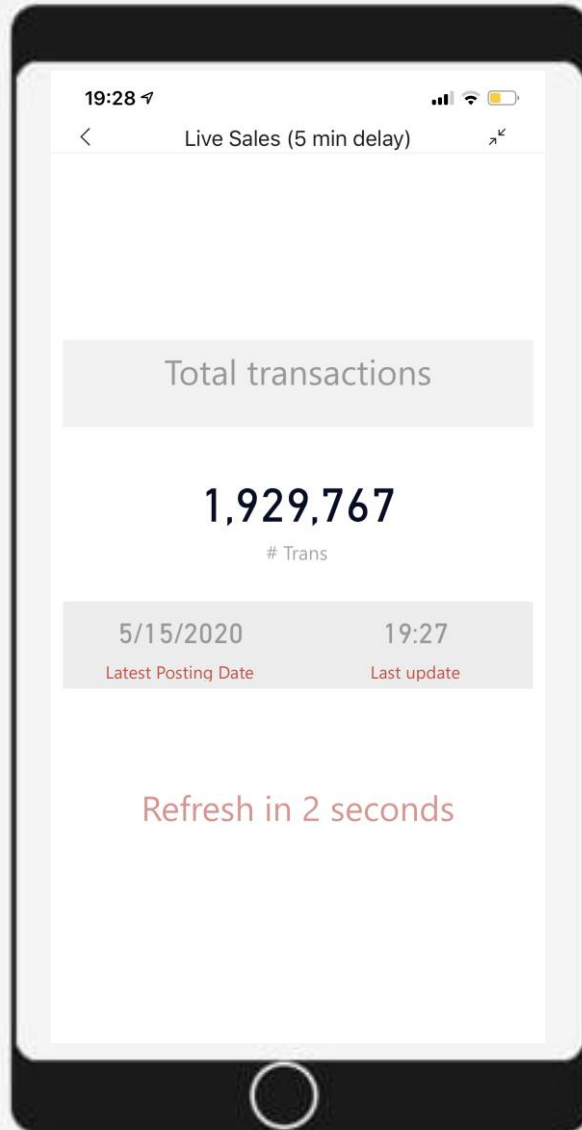 19:28
Live Sales (5 min delay)
Total transactions
1,929,767
# Trans
5/15/2020 19:27
Latest Posting Date Last update
Refresh in 2 seconds